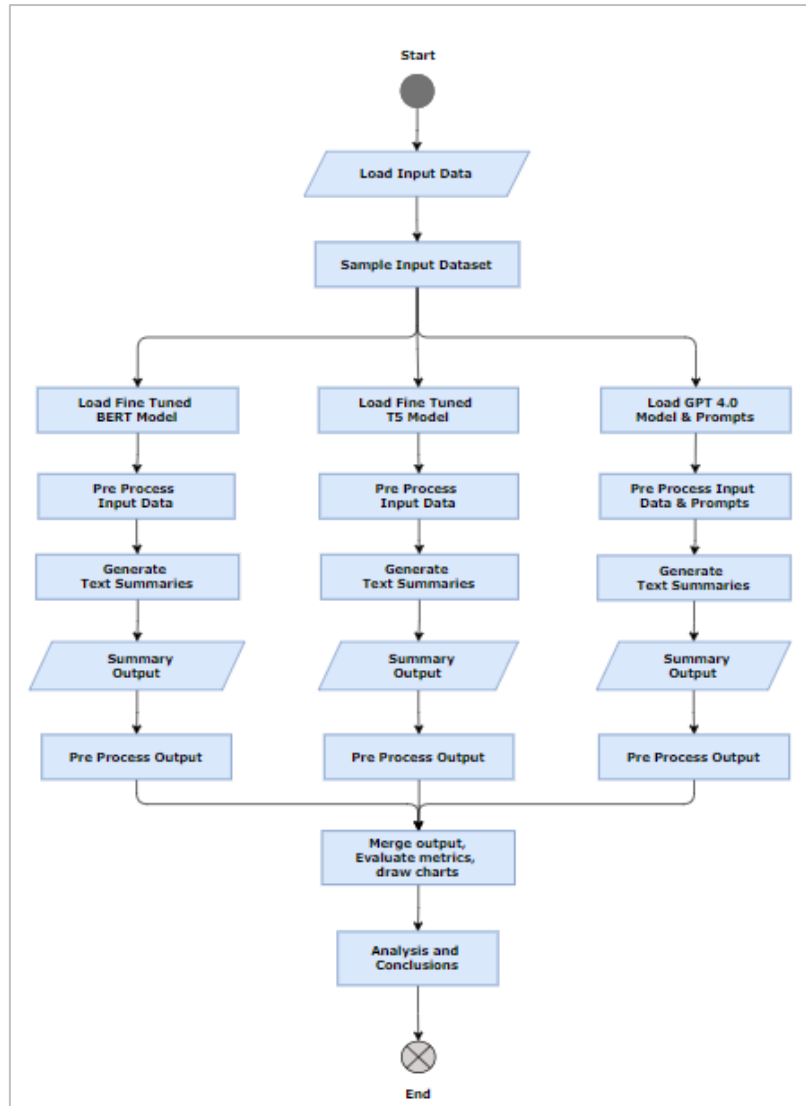 Start
Load Input Data
Sample Input Dataset
Load Fine Tuned
BERT Model
Load Fine Tuned
T5 Model
Load GPT 4.0
Model & Prompts
Pre Process
Input Data
Pre Process
Input Data
Pre Process Input
Data & Prompts
Generate
Text Summaries
Generate
Text Summaries
Generate
Text Summaries
Summary
Output
Summary
Output
Summary
Output
Pre Process Output
Pre Process Output
Pre Process Output
Merge output,
Evaluate metrics,
draw charts
Analysis and
Conclusions
End